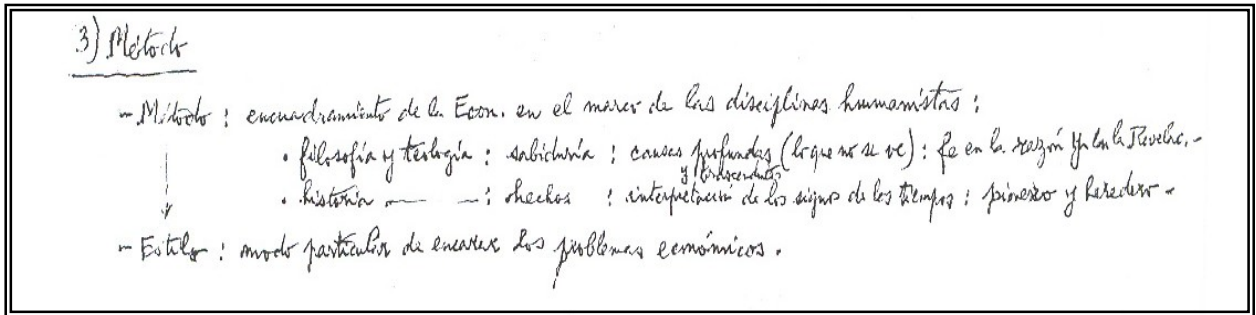 3) Método
- Método : encuadramiento de la Econ. en el marco de las disciplinas humanistas :
• filosofía y teología : sabiduría : causas profundas (lo que no se ve) : fe en la razón y en la Revelac. -
y trascendentes
• historia — — : hechos : interpretación de los signos de los tiempos : pionero y heredero -
- Estilo : modo particular de encarar los problemas económicos .